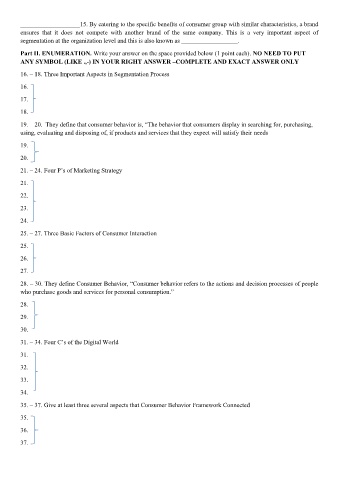 ____________________15. By catering to the specific benefits of consumer group with similar characteristics, a brand
ensures that it does not compete with another brand of the same company. This is a very important aspect of
segmentation at the organization level and this is also known as ____________________.
Part II. ENUMERATION. Write your answer on the space provided below (1 point each). NO NEED TO PUT
ANY SYMBOL (LIKE .,-) IN YOUR RIGHT ANSWER –COMPLETE AND EXACT ANSWER ONLY
16. – 18. Three Important Aspects in Segmentation Process
16.
17.
18.
19. 20. They define that consumer behavior is, “The behavior that consumers display in searching for, purchasing,
using, evaluating and disposing of, if products and services that they expect will satisfy their needs
19.
20.
21. – 24. Four P’s of Marketing Strategy
21.
22.
23.
24.
25. – 27. Three Basic Factors of Consumer Interaction
25.
26.
27.
28. – 30. They define Consumer Behavior, “Consumer behavior refers to the actions and decision processes of people
who purchase goods and services for personal consumption.”
28.
29.
30.
31. – 34. Four C’s of the Digital World
31.
32.
33.
34.
35. – 37. Give at least three several aspects that Consumer Behavior Framework Connected
35.
36.
37.